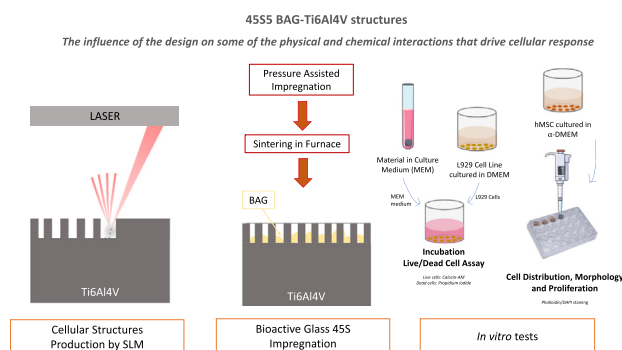 45S5 BAG-Ti6Al4V structures
The influence of the design on some of the physical and chemical interactions that drive cellular response
LASER
Ti6Al4V
Cellular Structures
Production by SLM
Pressure Assisted
Impregnation
Sintering in Furnace
BAG
Ti6Al4V
Bioactive Glass 45S
Impregnation
Material in Culture
Medium (MEM)
L929 Cell Line
cultured in DMEM
MEM
medium
L929 Cells
Incubation
Live/Dead Cell Assay
Live cells: Calcein-AM
Dead cells: Propidium iodide
hMSC cultured in
α-DMEM
Cell Distribution, Morphology
and Proliferation
Phalloidin/DAPI staining
In vitro tests